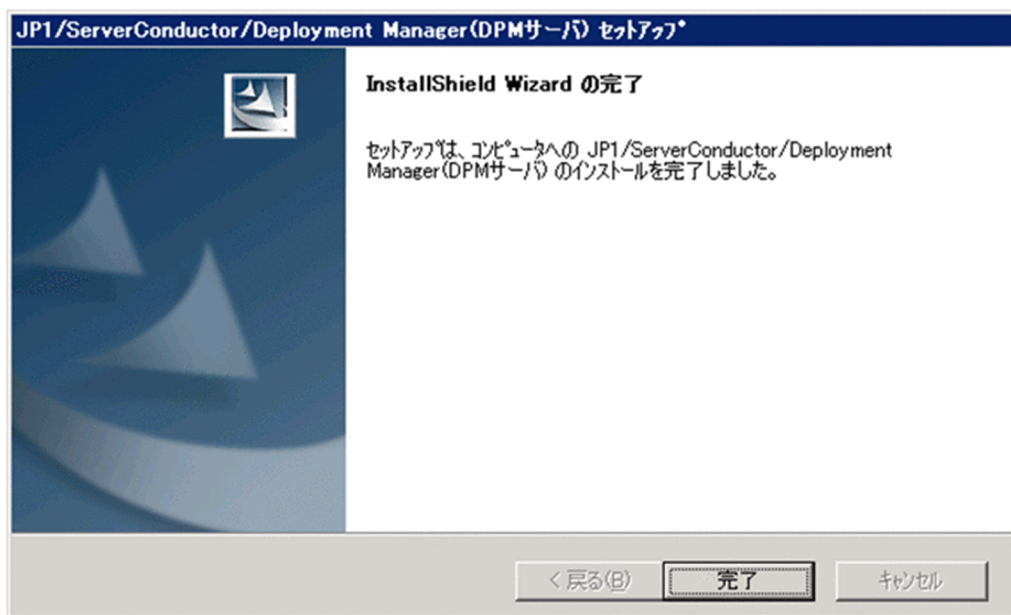 JP1/ServerConductor/Deployment Manager(DPMサーバ) ｾｯﾄｱｯﾌﾟ
InstallShield Wizard の完了
ｾｯﾄｱｯﾌﾟは、ｺﾝﾋﾟｭｰﾀへの JP1/ServerConductor/Deployment
Manager(DPMサーバ) のｲﾝｽﾄｰﾙを完了しました。
< 戻る(B)
完了
ｷｬﾝｾﾙ